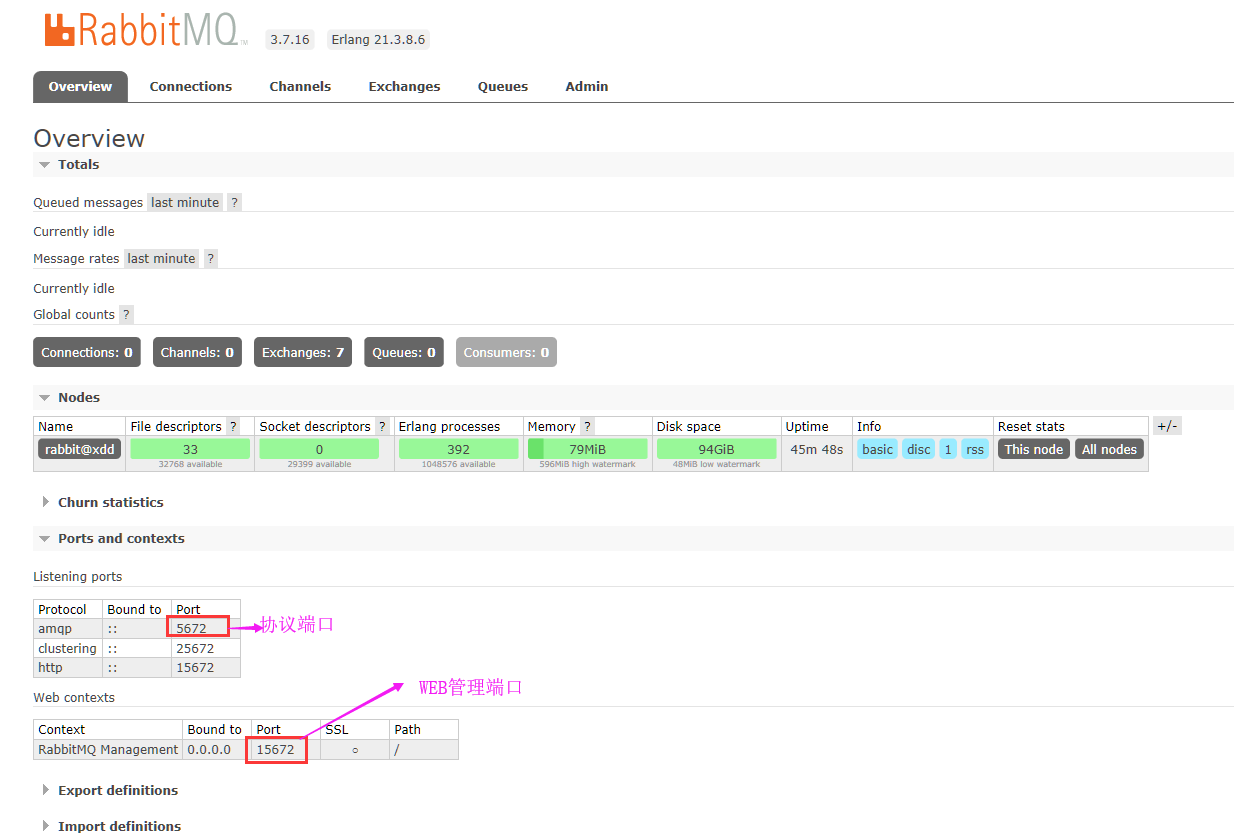 RabbitMQ TM 3.7.16 Erlang 21.3.8.6
Overview Connections Channels Exchanges Queues Admin
Overview
Totals
Queued messages last minute ?
Currently idle
Message rates last minute ?
Currently idle
Global counts ?
Connections: 0 Channels: 0 Exchanges: 7 Queues: 0 Consumers: 0
Nodes
Name File descriptors ? Socket descriptors ? Erlang processes Memory ? Disk space Uptime Info Reset stats +/-
rabbit@xdd 33 0 392 79MiB 94GiB 45m 48s basic disc 1 rss This node All nodes
32768 available 29399 available 1048576 available 596MiB high watermark 48MiB low watermark
Churn statistics
Ports and contexts
Listening ports
Protocol Bound to Port
amqp :: 5672 协议端口
clustering :: 25672
http :: 15672
WEB管理端口
Web contexts
Context Bound to Port SSL Path
RabbitMQ Management 0.0.0.0 15672 ○ /
Export definitions
Import definitions